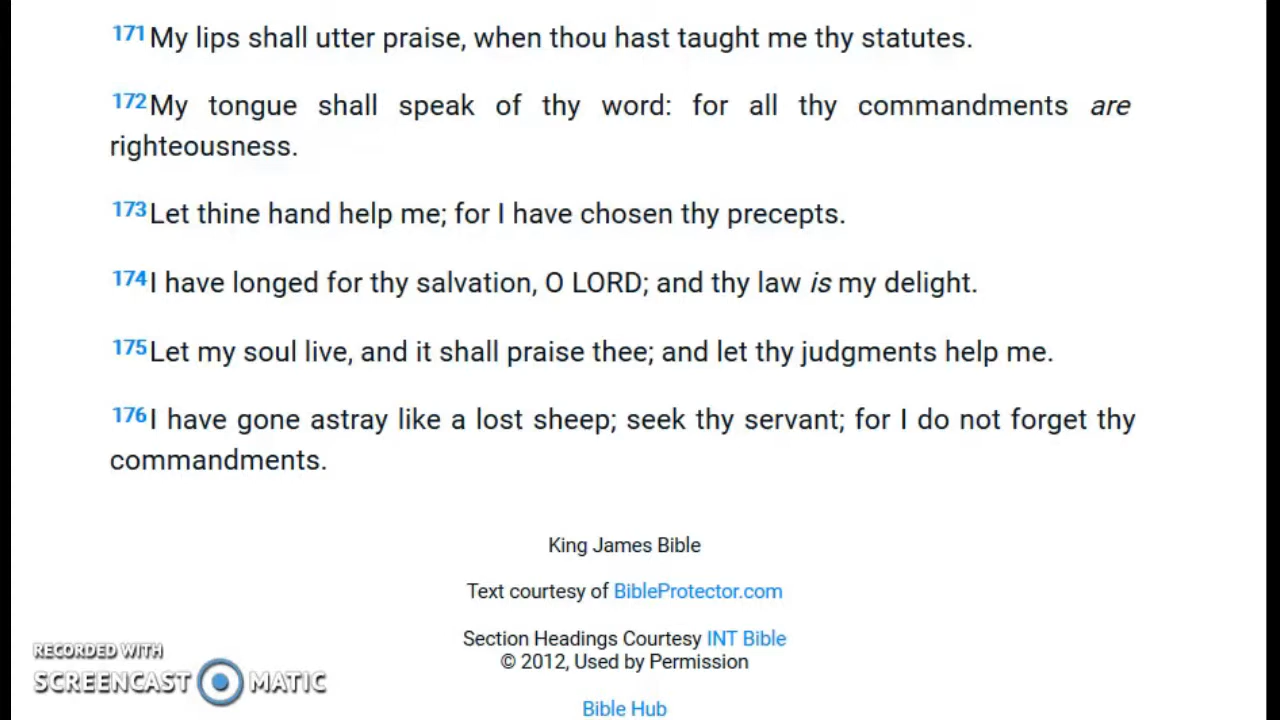 171 My lips shall utter praise, when thou hast taught me thy statutes.
172 My tongue shall speak of thy word: for all thy commandments are
righteousness.
173 Let thine hand help me; for I have chosen thy precepts.
174 I have longed for thy salvation, O LORD; and thy law is my delight.
175 Let my soul live, and it shall praise thee; and let thy judgments help me.
176 I have gone astray like a lost sheep; seek thy servant; for I do not forget thy
commandments.
King James Bible
Text courtesy of BibleProtector.com
Section Headings Courtesy INT Bible
© 2012, Used by Permission
Bible Hub
RECORDED WITH
SCREENCAST MATIC